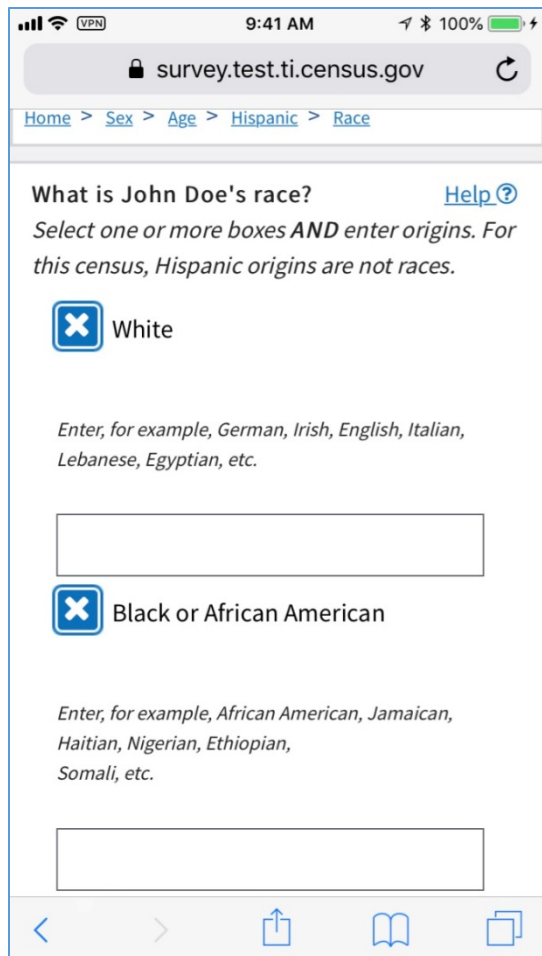 VPN 9:41 AM 100%
survey.test.ti.census.gov
Home > Sex > Age > Hispanic > Race
What is John Doe's race? Help ?
Select one or more boxes AND enter origins. For
this census, Hispanic origins are not races.
White
Enter, for example, German, Irish, English, Italian,
Lebanese, Egyptian, etc.
Black or African American
Enter, for example, African American, Jamaican,
Haitian, Nigerian, Ethiopian,
Somali, etc.